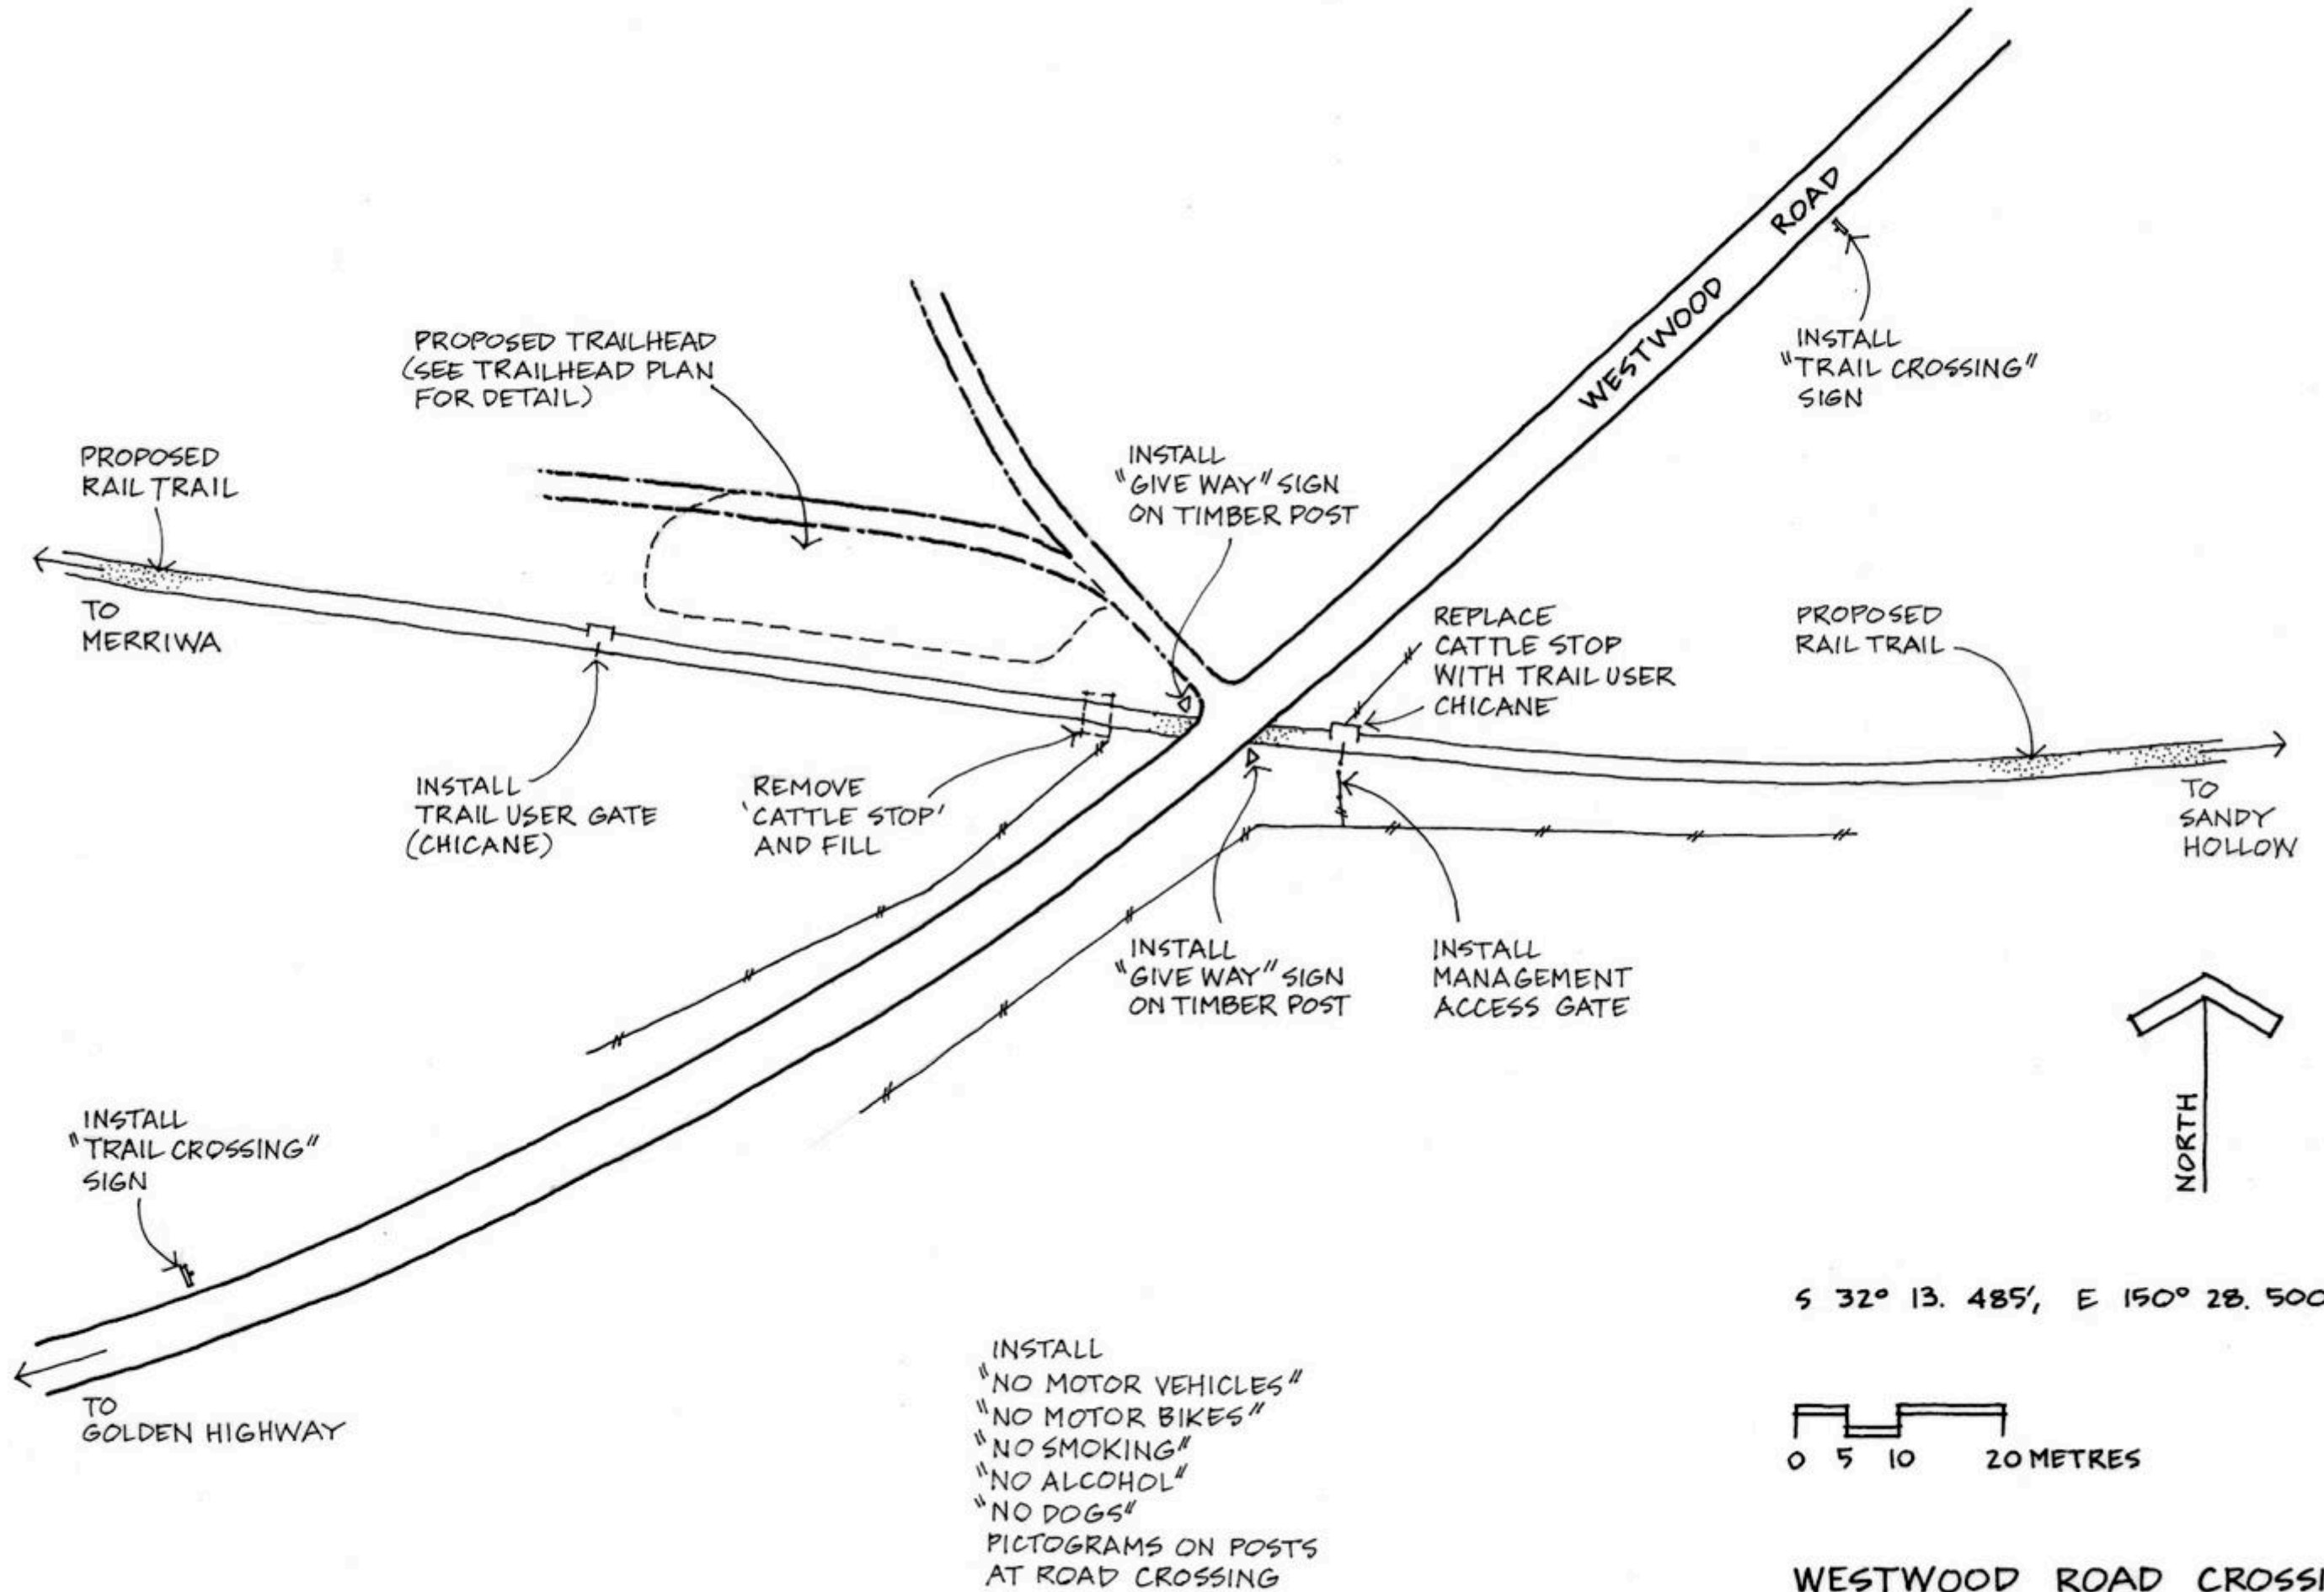 WESTWOOD ROAD
INSTALL
"TRAIL CROSSING"
SIGN
PROPOSED TRAILHEAD
(SEE TRAILHEAD PLAN
FOR DETAIL)
PROPOSED
RAIL TRAIL
INSTALL
"GIVE WAY" SIGN
ON TIMBER POST
TO
MERRIWA
REPLACE
CATTLE STOP
WITH TRAIL USER
CHICANE
PROPOSED
RAIL TRAIL
INSTALL
TRAIL USER GATE
(CHICANE)
REMOVE
'CATTLE STOP'
AND FILL
TO
SANDY
HOLLOW
INSTALL
"GIVE WAY" SIGN
ON TIMBER POST
INSTALL
MANAGEMENT
ACCESS GATE
NORTH
INSTALL
"TRAIL CROSSING"
SIGN
TO
GOLDEN HIGHWAY
S 32° 13. 485', E 150° 28. 500
0 5 10 20 METRES
INSTALL
"NO MOTOR VEHICLES"
"NO MOTOR BIKES"
"NO SMOKING"
"NO ALCOHOL"
"NO DOGS"
PICTOGRAMS ON POSTS
AT ROAD CROSSING
WESTWOOD ROAD